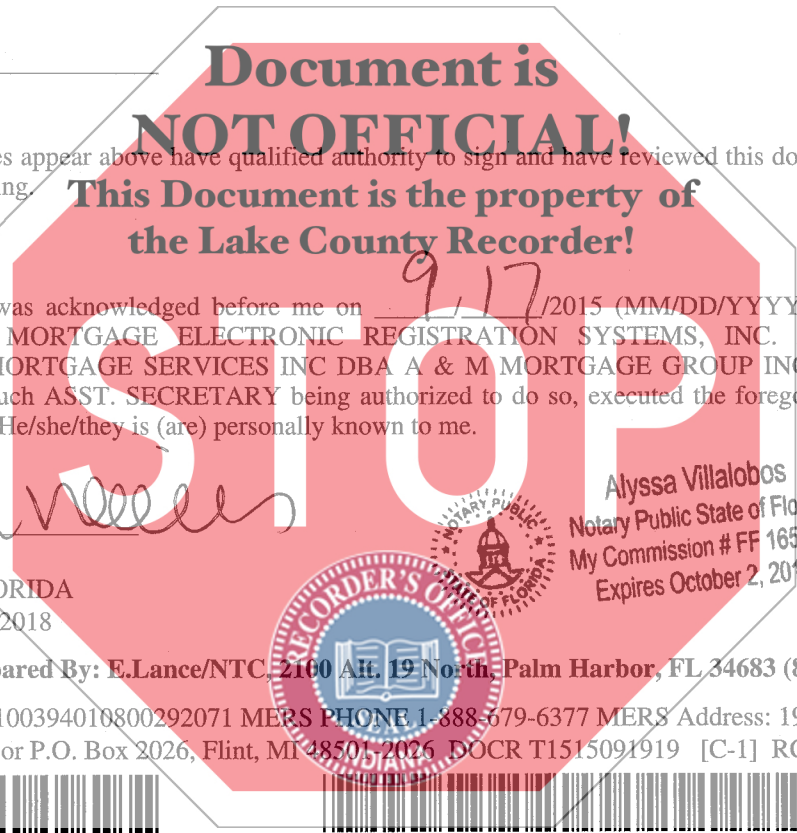 Document is
NOT OFFICIAL!
es appear above have qualified authority to sign and have reviewed this do
ing.
This Document is the property of
the Lake County Recorder!
was acknowledged before me on 9/17/2015 (MM/DD/YYYY
MORTGAGE ELECTRONIC REGISTRATION SYSTEMS, INC.
MORTGAGE SERVICES INC DBA A & M MORTGAGE GROUP INC
uch ASST. SECRETARY being authorized to do so, executed the forego
He/she/they is (are) personally known to me.
STOP
Alyssa Villalobos
Notary Public State of Flo
My Commission # FF 165
Expires October 2, 201
NOTARY PUBLIC
STATE OF FLORIDA
ORIDA
2018
RECORDER'S OFFICE
SEAL
INDIANA
pared By: E.Lance/NTC, 2100 Alt. 19 North, Palm Harbor, FL 34683 (8
100394010800292071 MERS PHONE 1-888-679-6377 MERS Address: 19
or P.O. Box 2026, Flint, MI 48501-2026 DOCR T1515091919 [C-1] RC